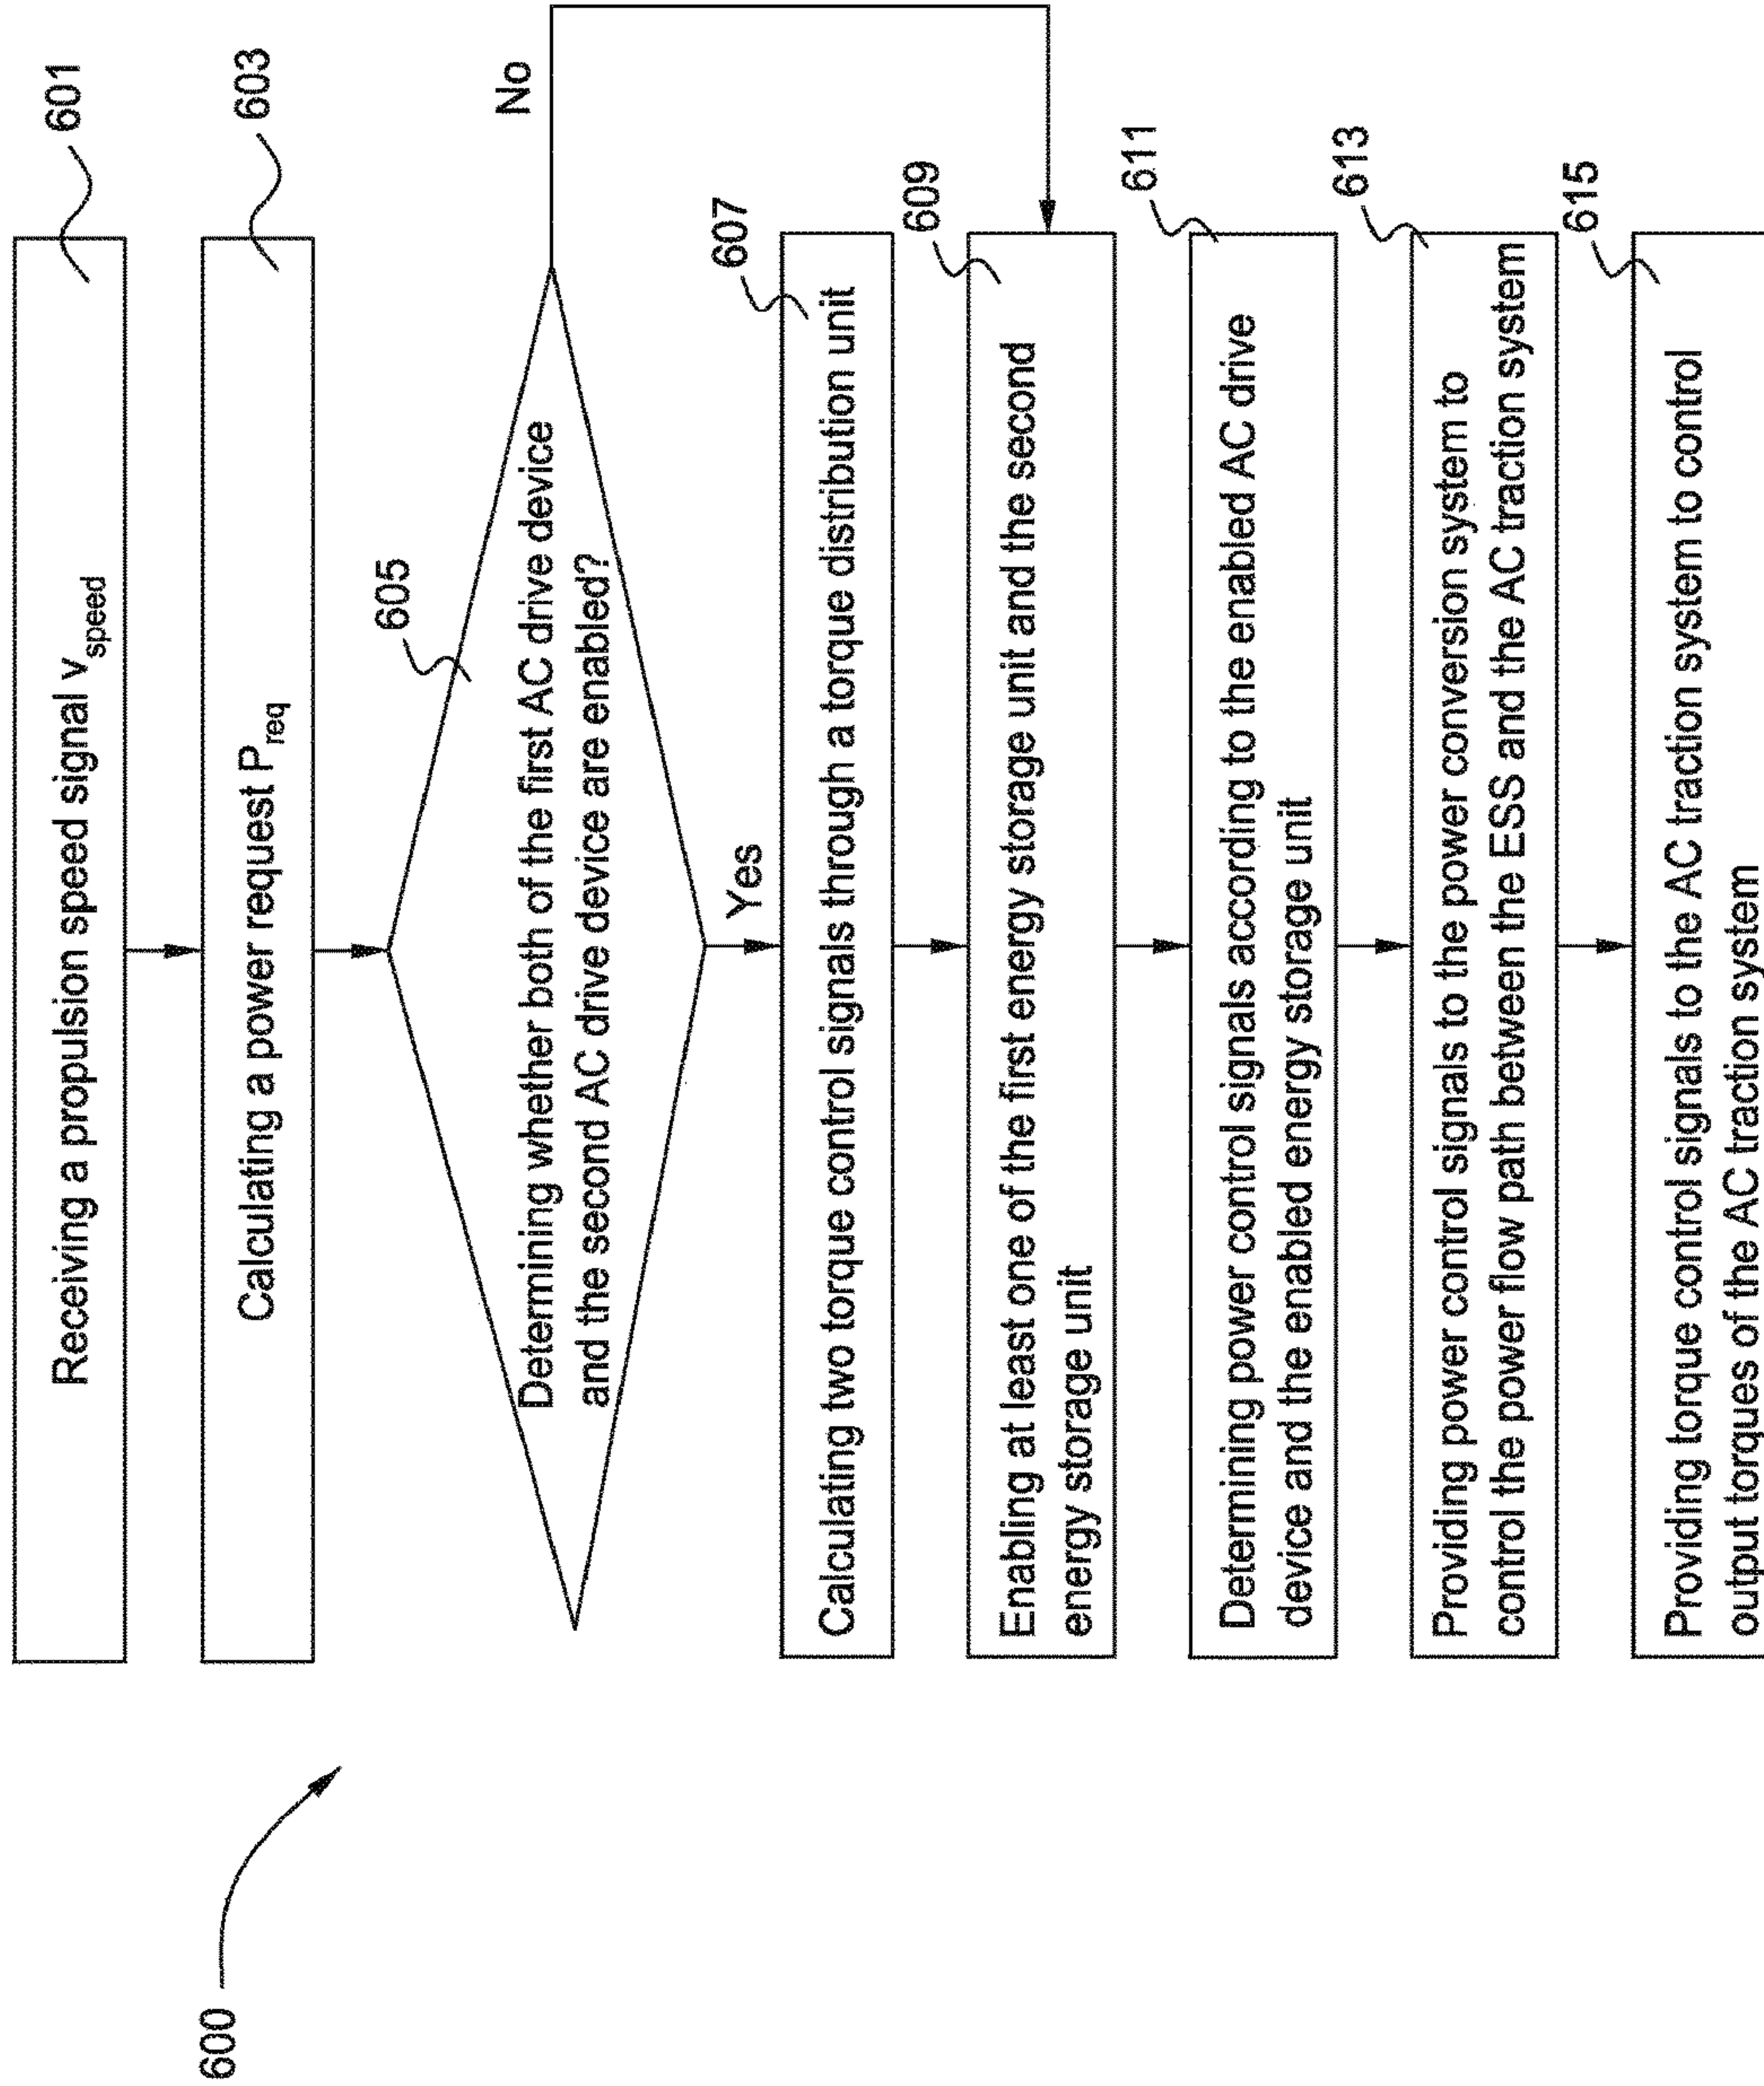 600
601
Receiving a propulsion speed signal vspeed
603
Calculating a power request Preq
605
Determining whether both of the first AC drive device
and the second AC drive device are enabled?
No
Yes
607
Calculating two torque control signals through a torque distribution unit
609
Enabling at least one of the first energy storage unit and the second
energy storage unit
611
Determining power control signals according to the enabled AC drive
device and the enabled energy storage unit
613
Providing power control signals to the power conversion system to
control the power flow path between the ESS and the AC traction system
615
Providing torque control signals to the AC traction system to control
output torques of the AC traction system